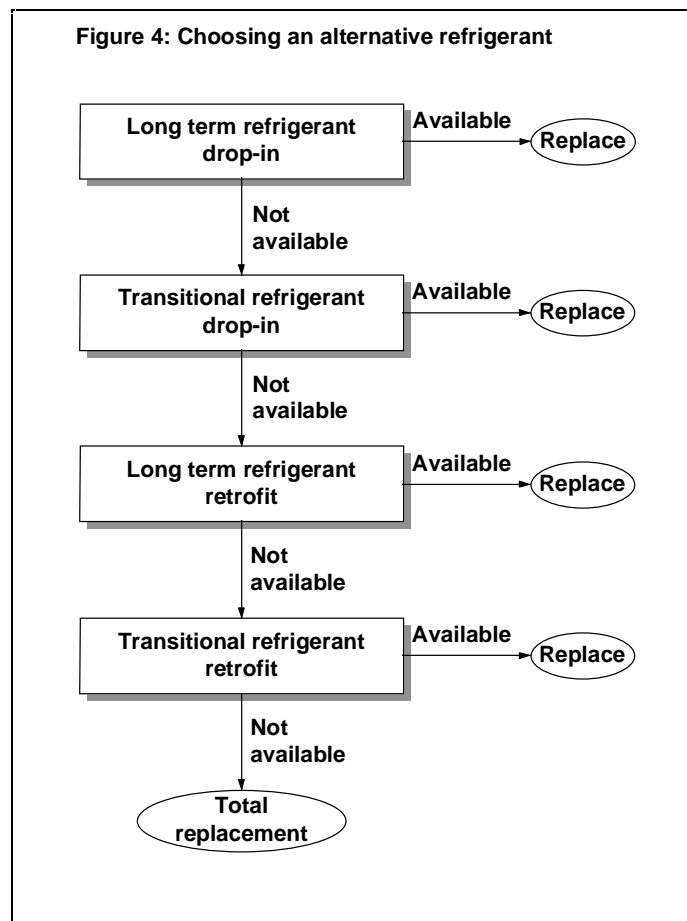 Figure 4: Choosing an alternative refrigerant
Long term refrigerant
drop-in
Available
Replace
Not
available
Transitional refrigerant
drop-in
Available
Replace
Not
available
Long term refrigerant
retrofit
Available
Replace
Not
available
Transitional refrigerant
retrofit
Available
Replace
Not
available
Total
replacement